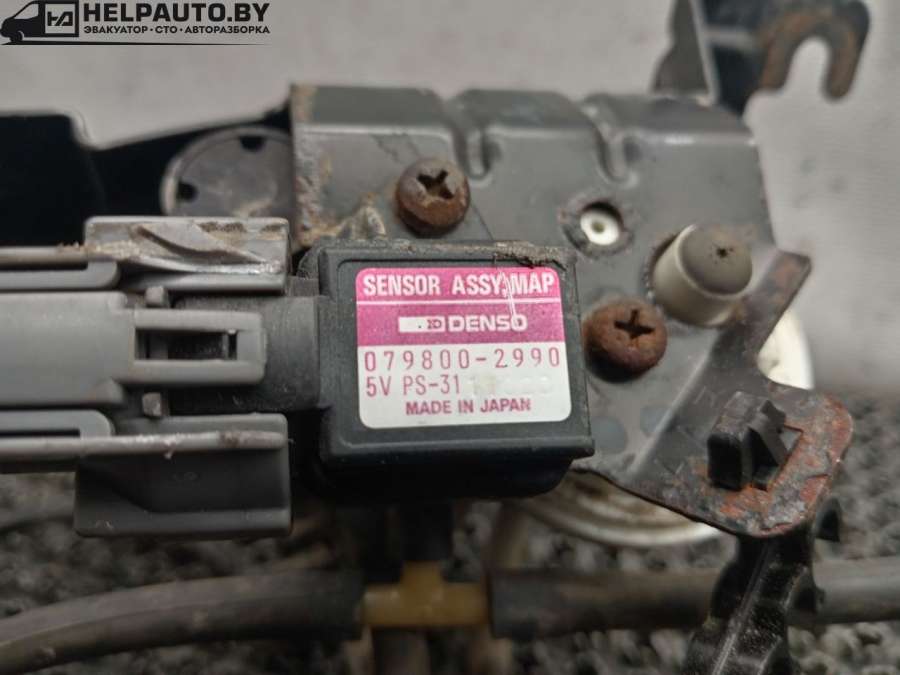 HELPAUTO.BY
ЭВАКУАТОР·СТО·АВТОРАЗБОРКА
SENSOR ASSY,MAP
DENSO
079800-2990
5V PS-31
MADE IN JAPAN